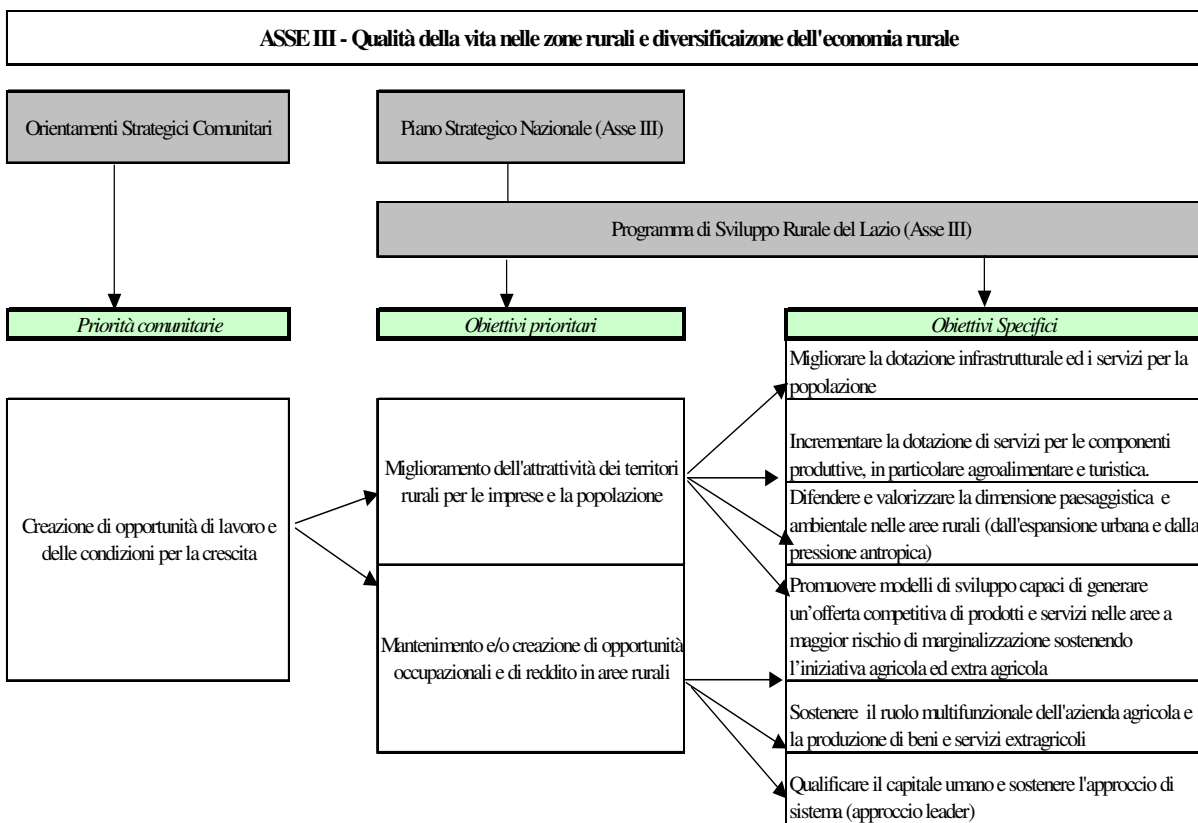 ASSE III - Qualità della vita nelle zone rurali e diversificaizone dell'economia rurale
Orientamenti Strategici Comunitari
Piano Strategico Nazionale (Asse III)
Programma di Sviluppo Rurale del Lazio (Asse III)
Priorità comunitarie
Obiettivi prioritari
Obiettivi Specifici
Creazione di opportunità di lavoro e
delle condizioni per la crescita
Miglioramento dell'attrattività dei territori
rurali per le imprese e la popolazione
Mantenimento e/o creazione di opportunità
occupazionali e di reddito in aree rurali
Migliorare la dotazione infrastrutturale ed i servizi per la
popolazione
Incrementare la dotazione di servizi per le componenti
produttive, in particolare agroalimentare e turistica.
Difendere e valorizzare la dimensione paesaggistica e
ambientale nelle aree rurali (dall'espansione urbana e dalla
pressione antropica)
Promuovere modelli di sviluppo capaci di generare
un’offerta competitiva di prodotti e servizi nelle aree a
maggior rischio di marginalizzazione sostenendo
l’iniziativa agricola ed extra agricola
Sostenere il ruolo multifunzionale dell'azienda agricola e
la produzione di beni e servizi extragricoli
Qualificare il capitale umano e sostenere l'approccio di
sistema (approccio leader)